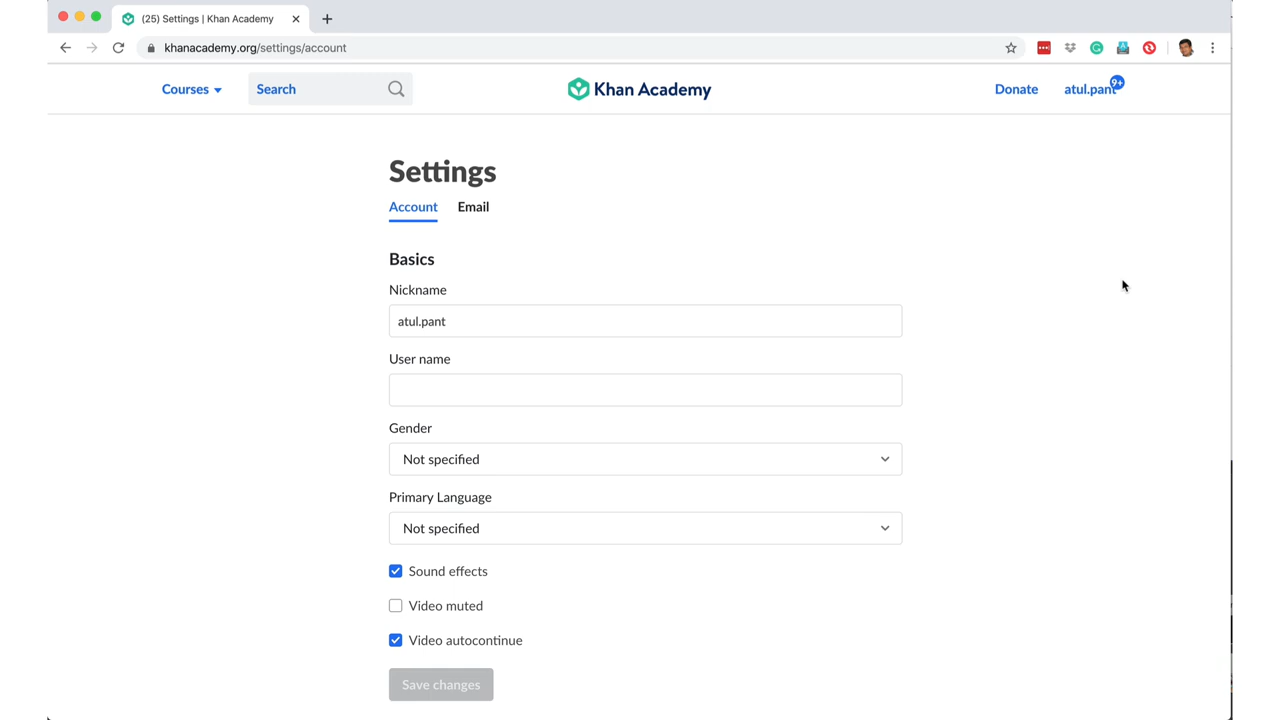 (25) Settings | Khan Academy
khanacademy.org/settings/account
Courses
Search
Khan Academy
Donate
atul.pant
9+
Settings
Account
Email
Basics
Nickname
atul.pant
User name
Gender
Not specified
Primary Language
Not specified
Sound effects
Video muted
Video autocontinue
Save changes